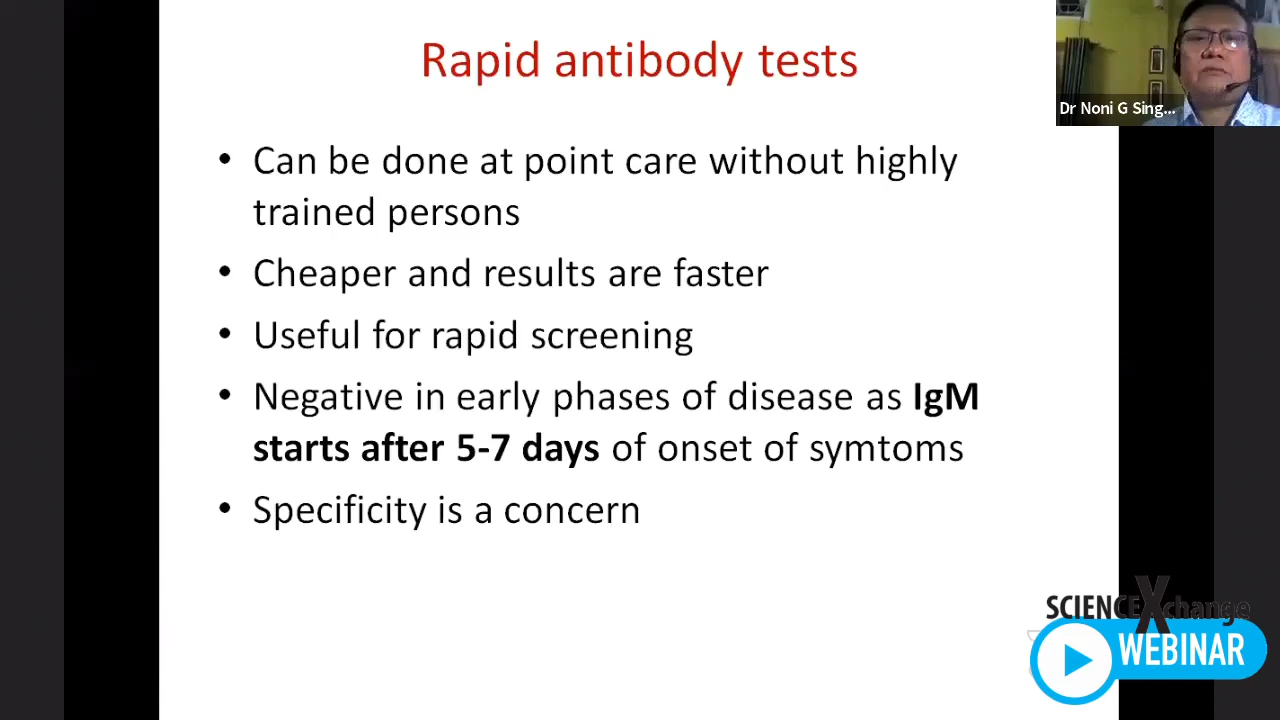 Rapid antibody tests
Dr Noni G Sing...
• Can be done at point care without highly
trained persons
• Cheaper and results are faster
• Useful for rapid screening
• Negative in early phases of disease as IgM
starts after 5-7 days of onset of symtoms
• Specificity is a concern
SCIENCEXchange
WEBINAR